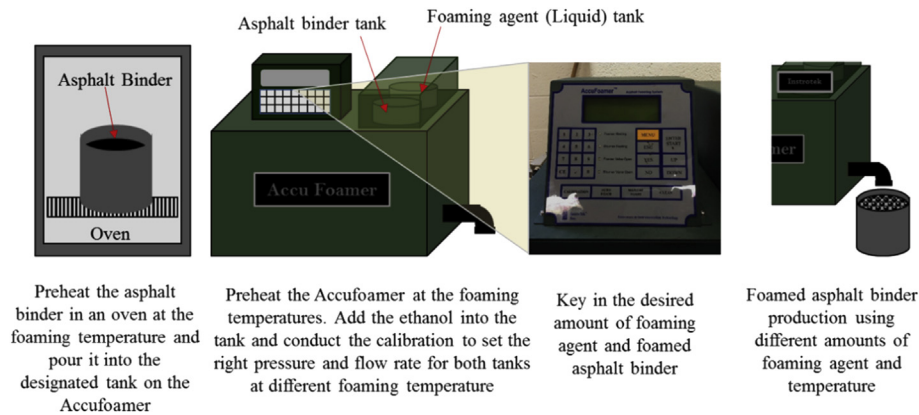 Asphalt binder tank
Foaming agent (Liquid) tank
Asphalt Binder
Oven
Accu Foamer
AccuFoamer
MENU
Instrotek
mer
Preheat the asphalt
binder in an oven at the
foaming temperature and
pour it into the
designated tank on the
Accufoamer
Preheat the Accufoamer at the foaming
temperatures. Add the ethanol into the
tank and conduct the calibration to set the
right pressure and flow rate for both tanks
at different foaming temperature
Key in the desired
amount of foaming
agent and foamed
asphalt binder
Foamed asphalt binder
production using
different amounts of
foaming agent and
temperature